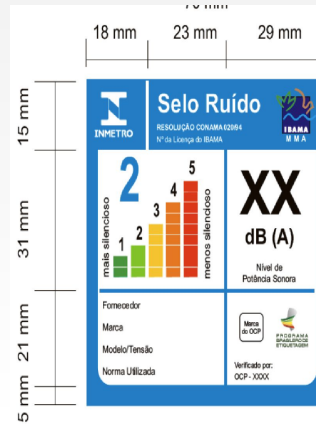 70 mm
18 mm
23 mm
29 mm
15 mm
31 mm
21 mm
5 mm
INMETRO
Selo Ruído
RESOLUÇÃO CONAMA 020/94
Nº da Licença do IBAMA
IBAMA
MMA
2
mais silencioso
1
2
3
4
5
menos silencioso
XX
dB (A)
Nível de
Potência Sonora
Fornecedor
Marca
Modelo/Tensão
Norma Utilizada
Marca
do OCP
PROGRAMA
BRASILEIRO DE
ETIQUETAGEM
Verificado por:
OCP - XXXX